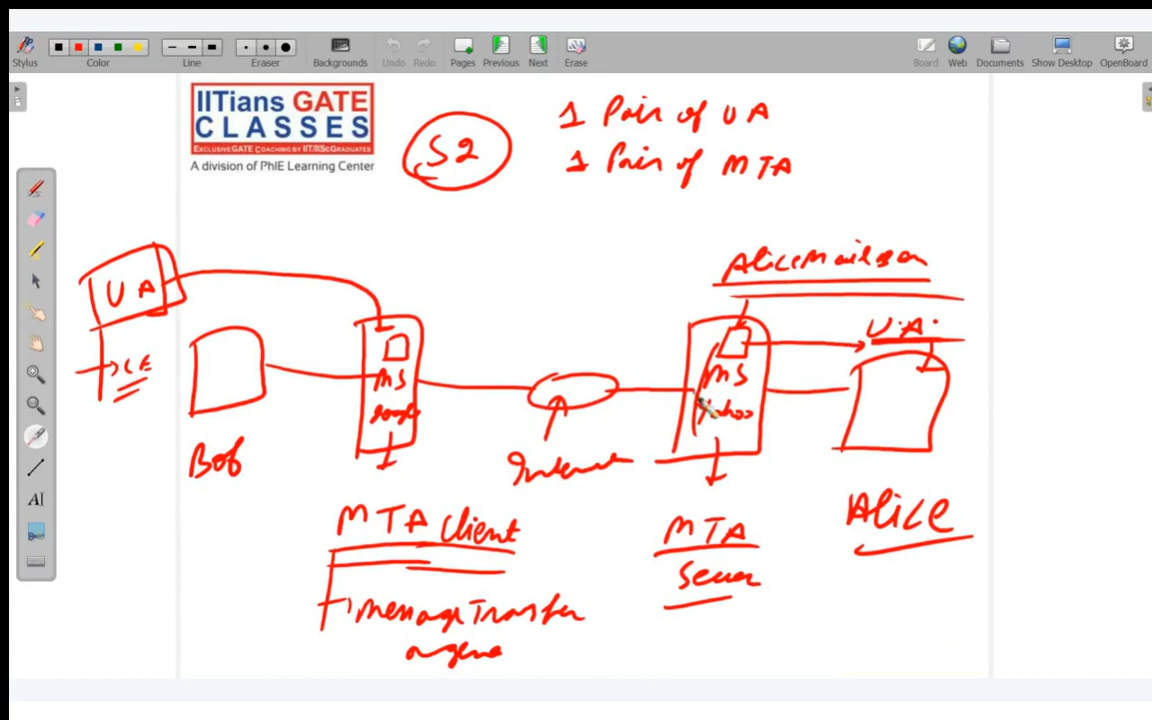 Stylus Color Line Eraser Backgrounds Undo Redo Pages Previous Next Erase Board Web Documents Show Desktop OpenBoard
IITians GATE
CLASSES
EXCLUSIVE GATE COACHING BY IIT/IISc GRADUATES
A division of PhIE Learning Center
S2
1 Pair of UA
1 Pair of MTA
Alice Mail
UA
U.A.
MS
google
MS
Yahoo
Bob
Internet
Alice
MTA Client
MTA
Server
Message Transfer
agent